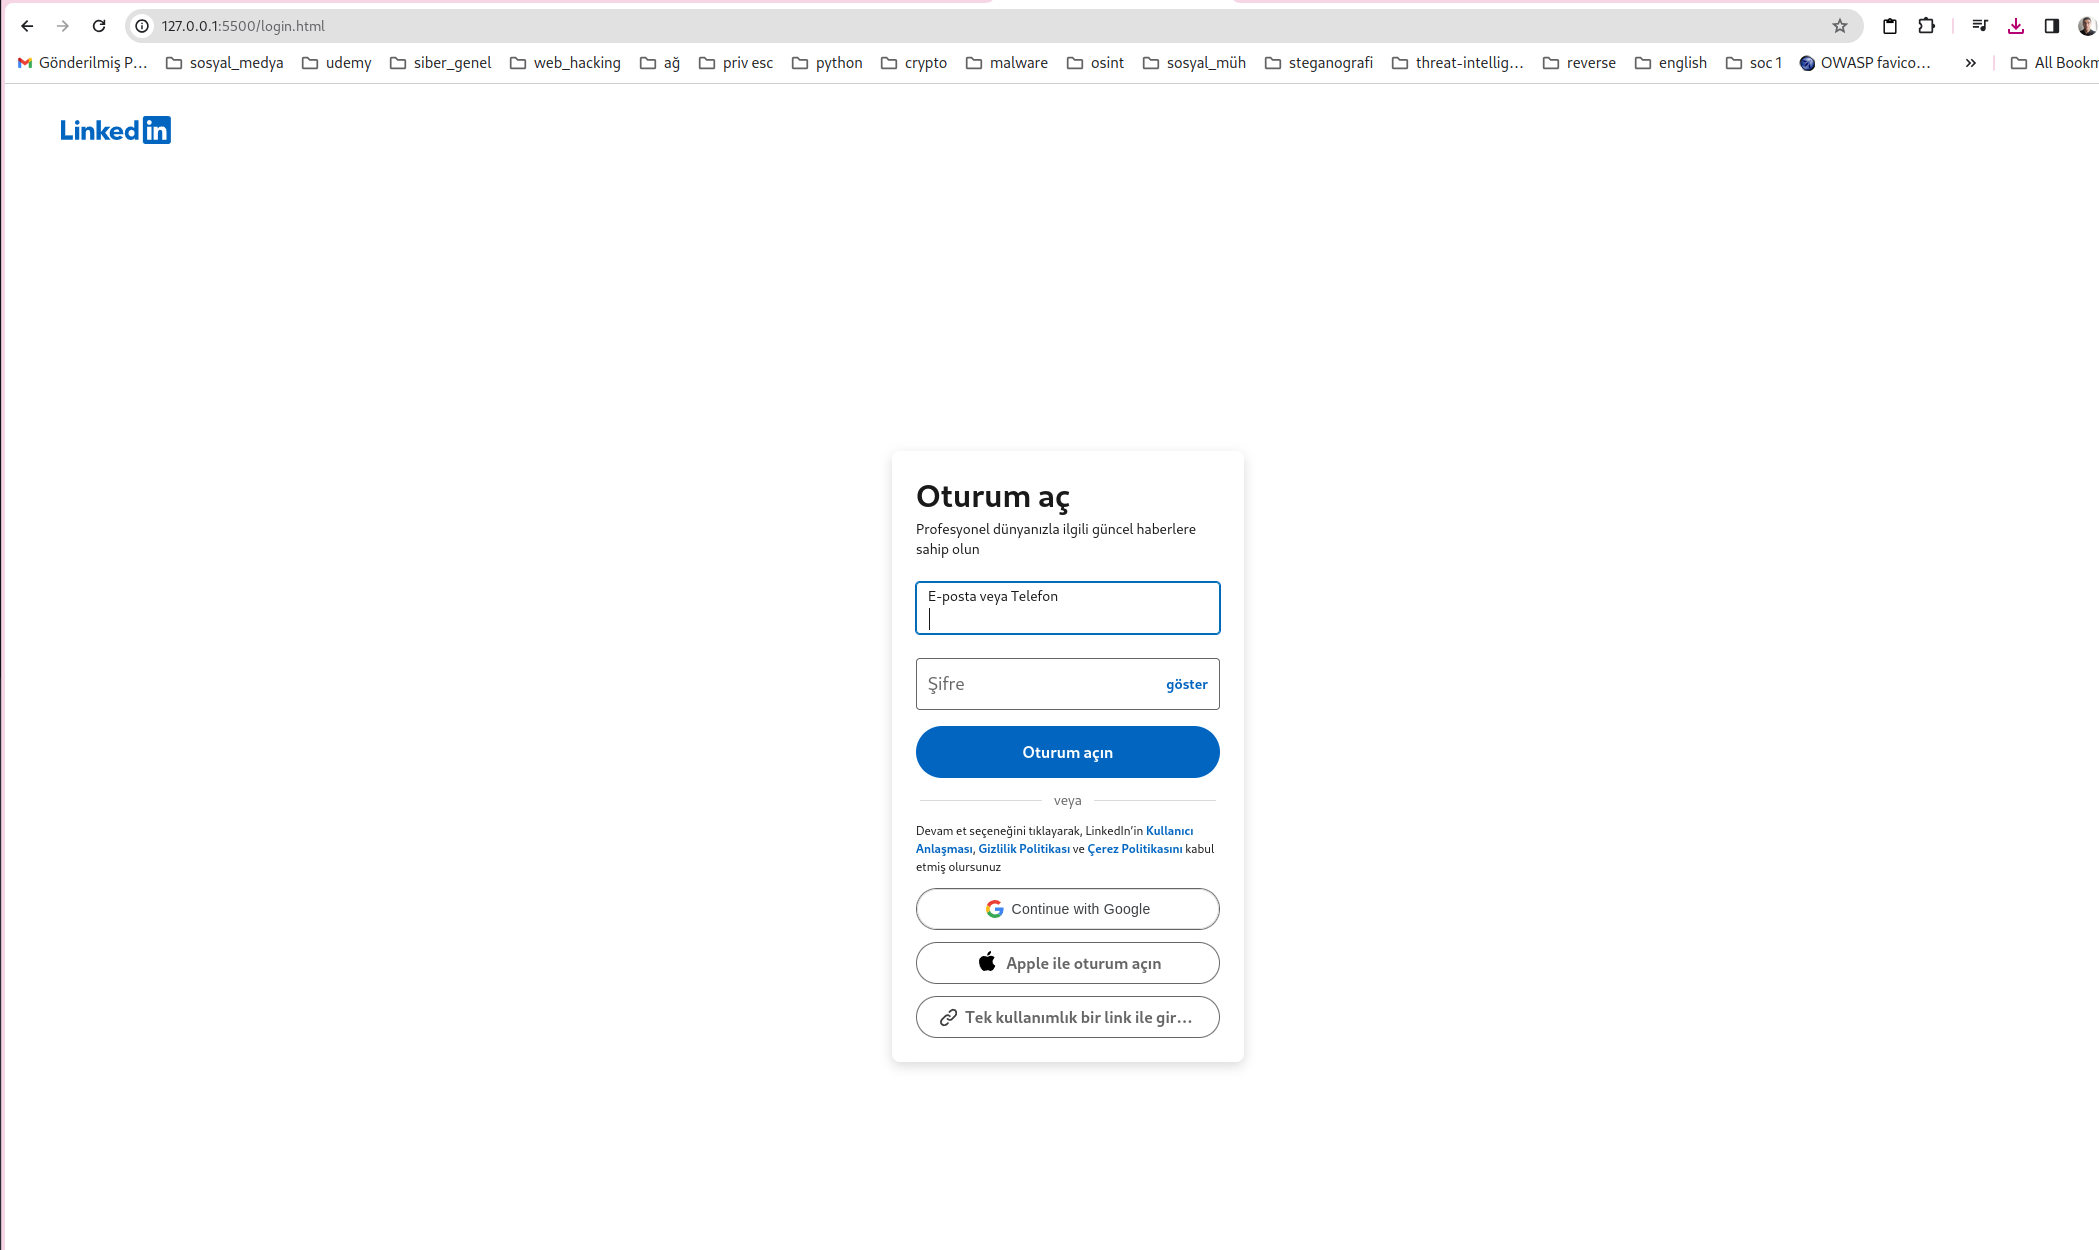 127.0.0.1:5500/login.html
Gönderilmiş P... sosyal_medya udemy siber_genel web_hacking ağ priv esc python crypto malware osint sosyal_müh steganografi threat-intellig... reverse english soc 1 OWASP favico... » All Bookm
Linked in
Oturum aç
Profesyonel dünyanızla ilgili güncel haberlere
sahip olun
E-posta veya Telefon
Şifre göster
Oturum açın
veya
Devam et seçeneğini tıklayarak, LinkedIn’in Kullanıcı
Anlaşması, Gizlilik Politikası ve Çerez Politikasını kabul
etmiş olursunuz
Continue with Google
Apple ile oturum açın
Tek kullanımlık bir link ile gir...